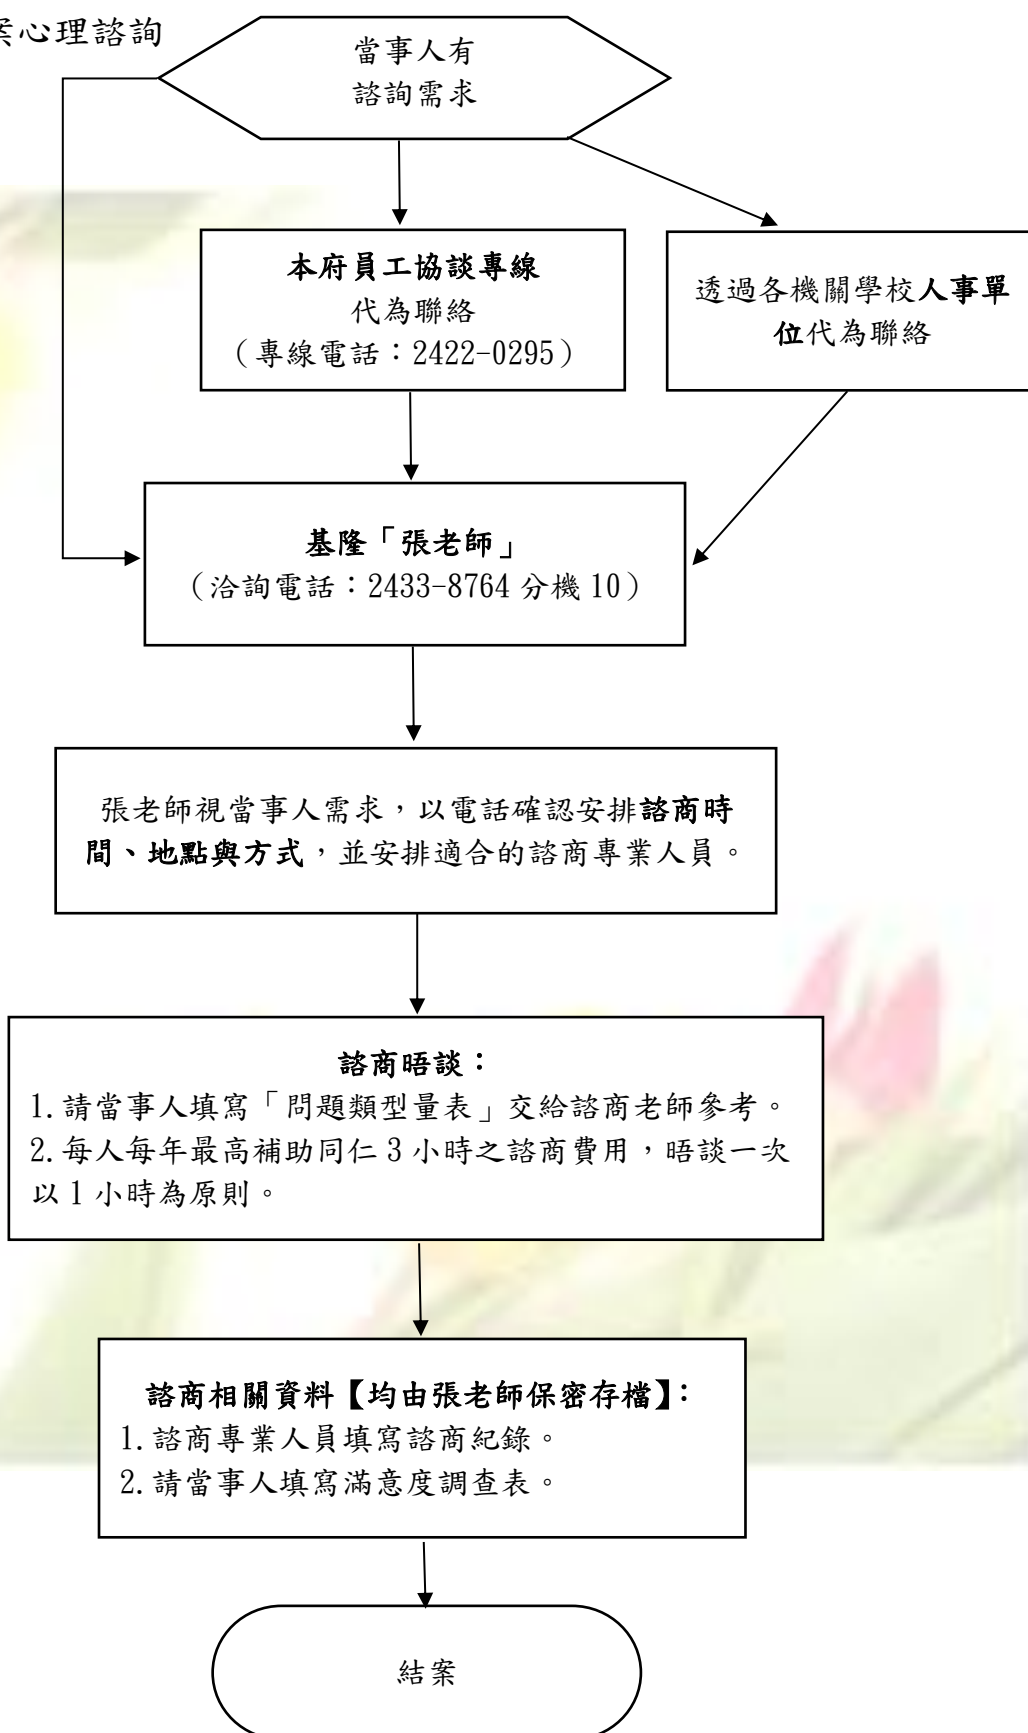 案心理諮詢
當事人有
諮詢需求
本府員工協談專線
代為聯絡
（專線電話：2422-0295）
透過各機關學校人事單
位代為聯絡
基隆「張老師」
（洽詢電話：2433-8764 分機 10）
張老師視當事人需求，以電話確認安排諮商時
間、地點與方式，並安排適合的諮商專業人員。
諮商晤談：
1.請當事人填寫「問題類型量表」交給諮商老師參考。
2.每人每年最高補助同仁 3 小時之諮商費用，晤談一次
以 1 小時為原則。
諮商相關資料【均由張老師保密存檔】：
1.諮商專業人員填寫諮商紀錄。
2.請當事人填寫滿意度調查表。
結案